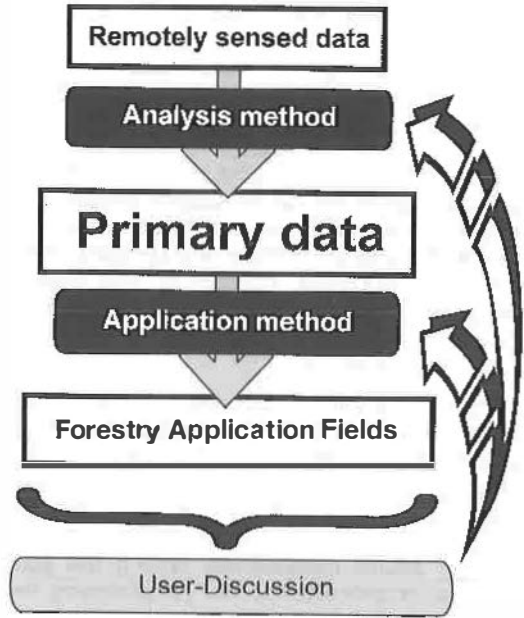 Remotely sensed data
Analysis method
Primary data
Application method
Forestry Application Fields
User-Discussion